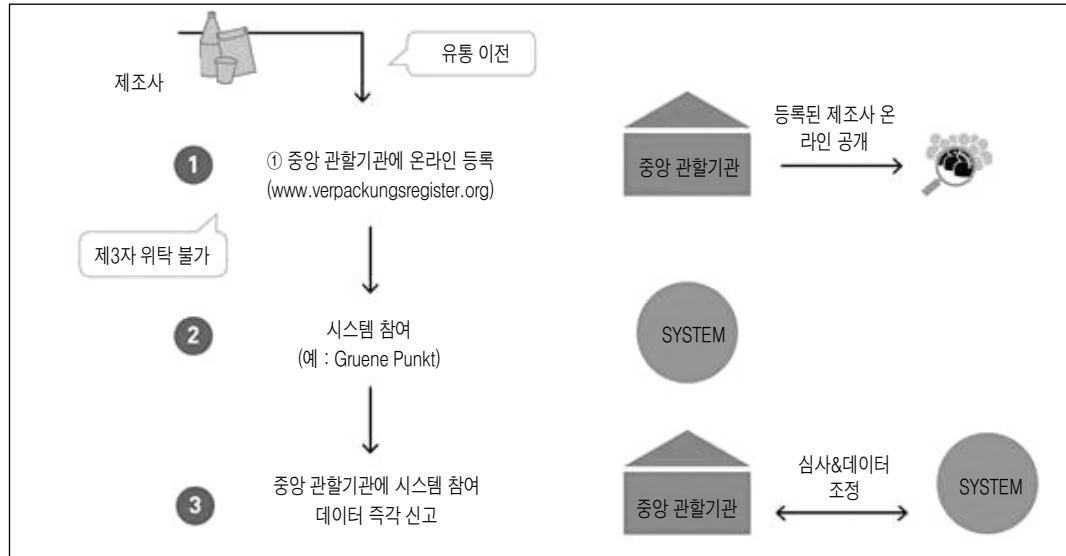 유통 이전
제조사
등록된 제조사 온
라인 공개
1
① 중앙 관할기관에 온라인 등록
(www.verpackungsregister.org)
중앙 관할기관
제3자 위탁 불가
2
시스템 참여
(예 : Gruene Punkt)
SYSTEM
3
중앙 관할기관에 시스템 참여
데이터 즉각 신고
중앙 관할기관
심사&데이터
조정
SYSTEM